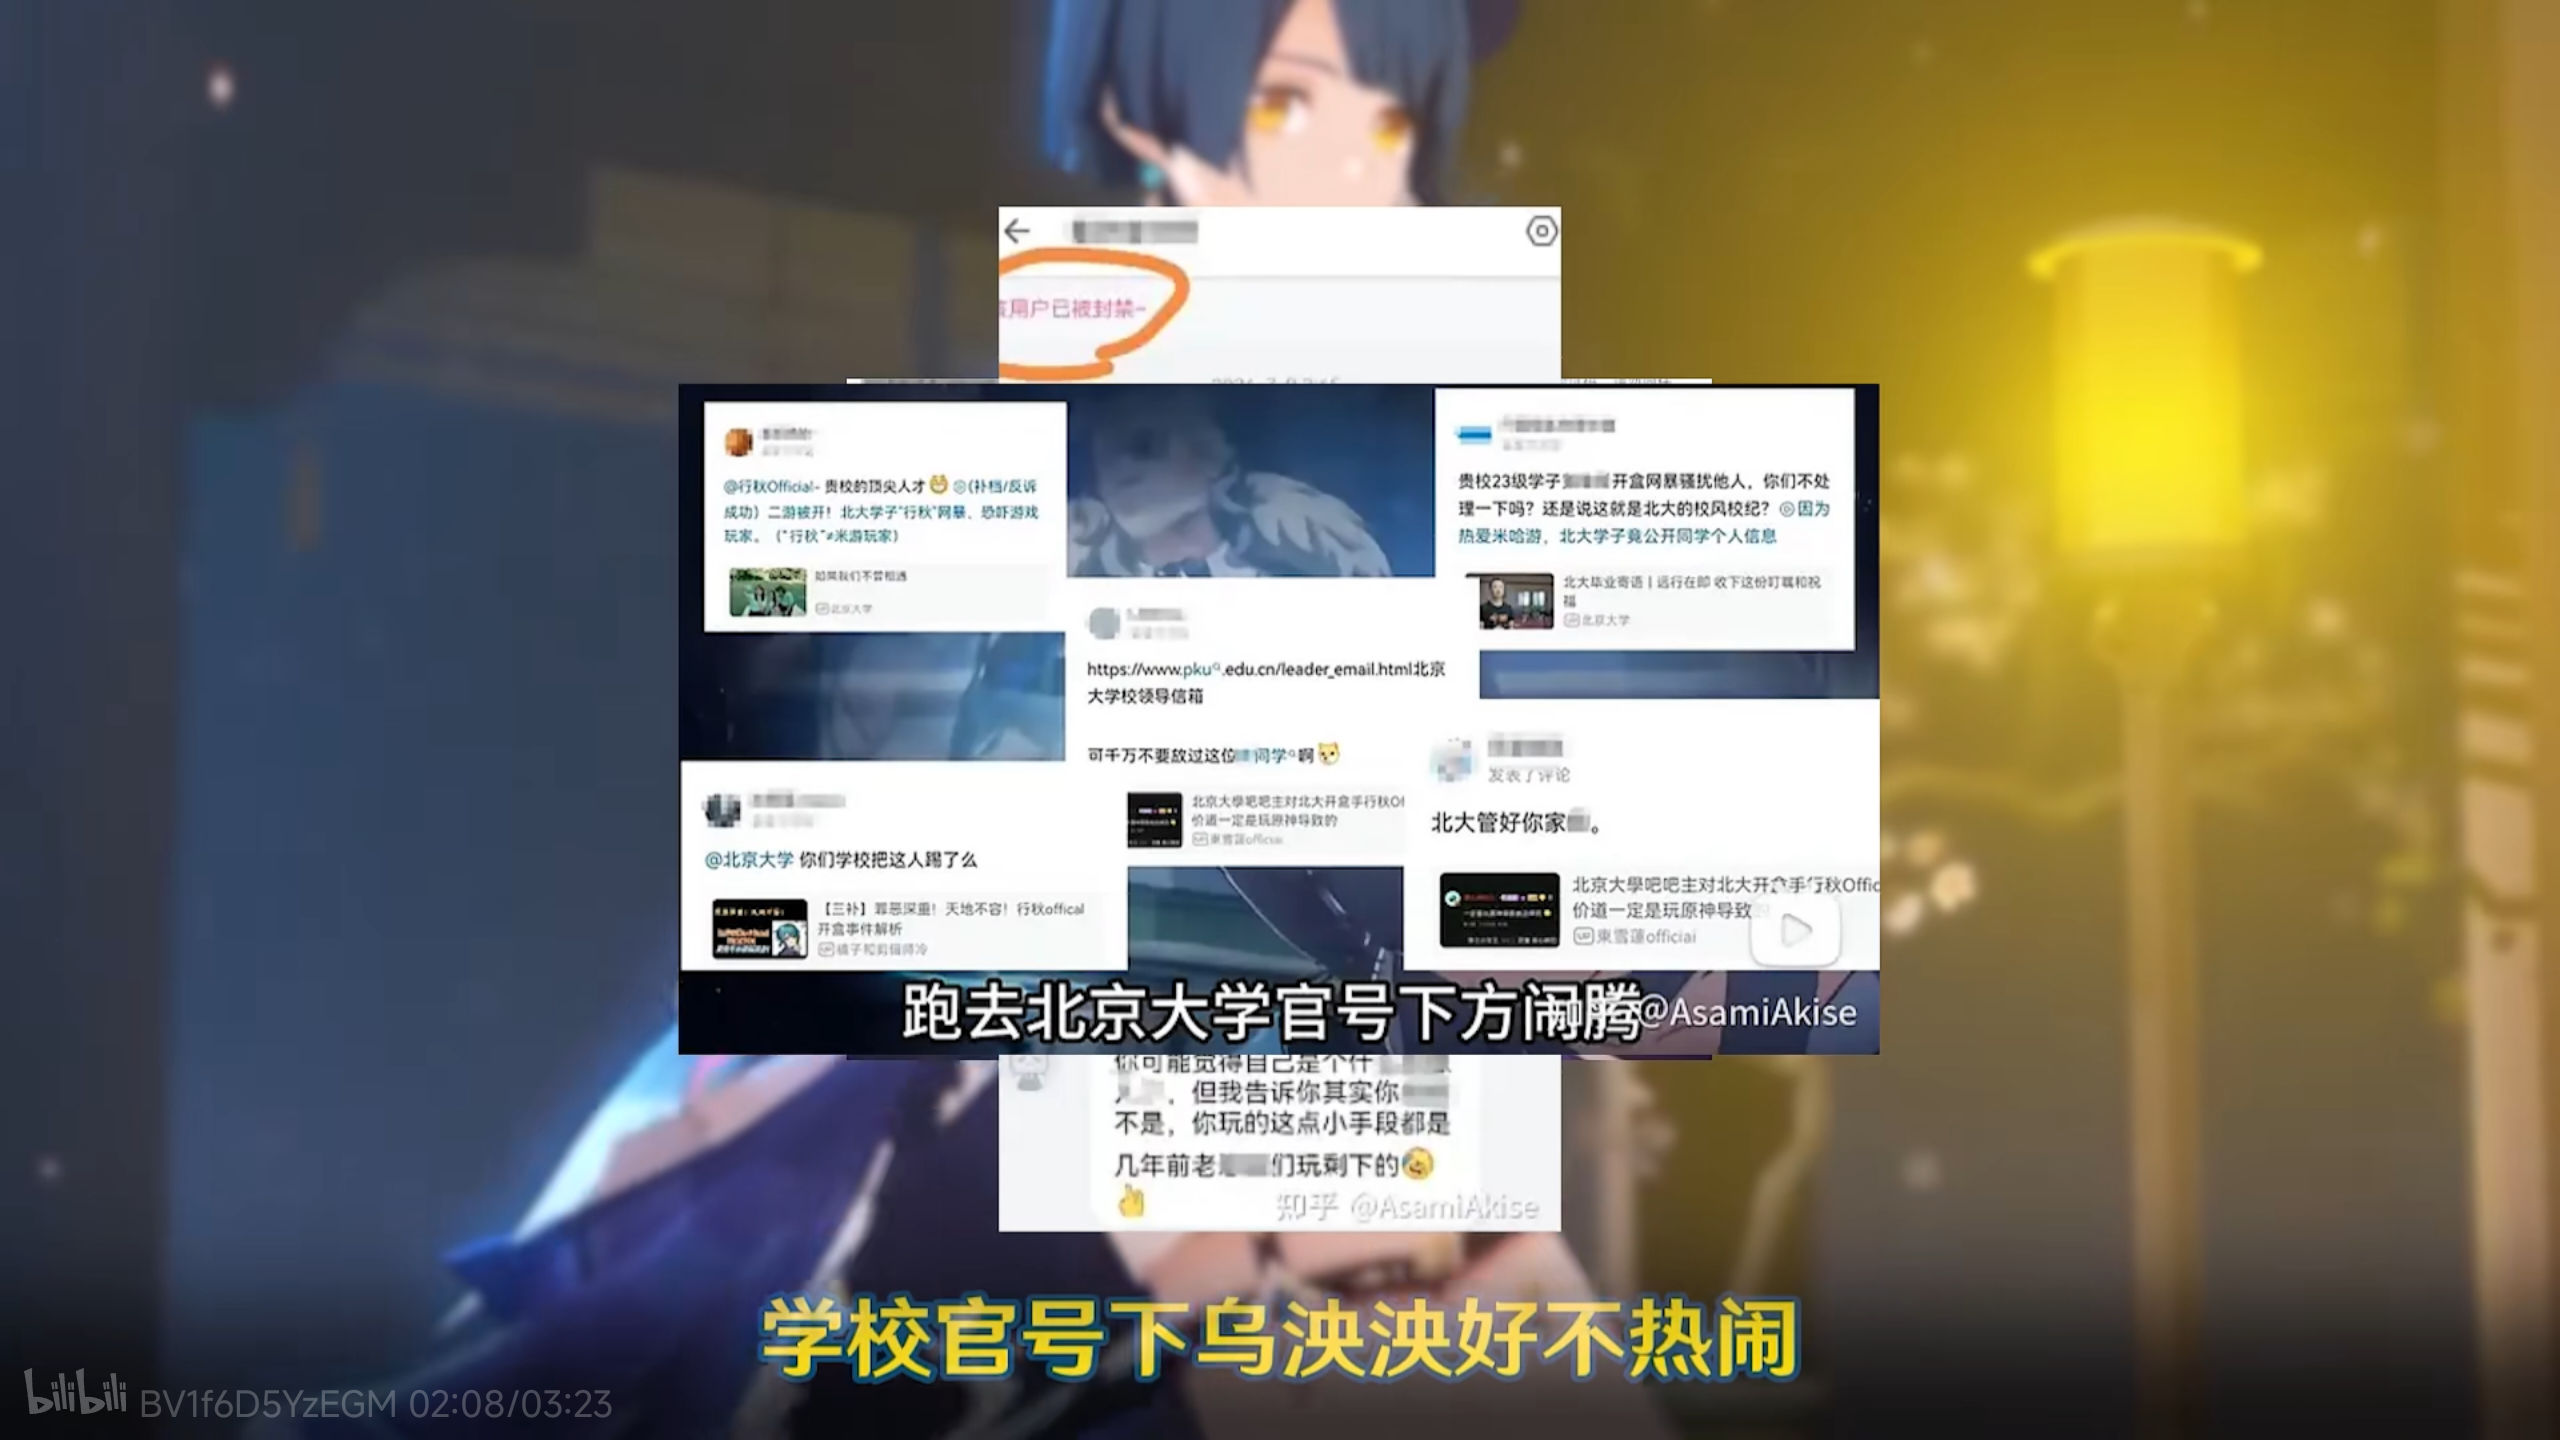 用户已被封禁~
@行秋Official- 贵校的顶尖人才 (补档/反诉
成功) 二游被开！北大学子"行秋"网暴、恐吓游戏
玩家。("行秋"≠米游玩家)
如果我们不曾相遇
北京大学
贵校23级学子 开盒网暴骚扰他人，你们不处
理一下吗？还是说这就是北大的校风校纪？ 因为
热爱米哈游，北大学子竟公开同学个人信息
北大毕业寄语 | 远行在即 收下这份叮嘱和祝
福
北京大学
https://www.pku.edu.cn/leader_email.html北京
大学校领导信箱
可千万不要放过这位 同学 啊
北京大學吧吧主对北大开盒手行秋Of
价道一定是玩原神导致的
東雪蓮official
发表了评论
北大管好你家 。
北京大學吧吧主对北大开盒手行秋Offic
价道一定是玩原神导致
東雪蓮official
@北京大学 你们学校把这人踢了么
【三补】罪恶深重！天地不容！行秋offical
开盒事件解析
橘子和剪辑师冷
跑去北京大学官号下方闹腾
@AsamiAkise
你可能觉得自己是个什
，但我告诉你其实你
不是，你玩的这点小手段都是
几年前老 们玩剩下的
知乎 @AsamiAkise
学校官号下乌泱泱好不热闹
bilibili BV1f6D5YzEGM 02:08/03:23